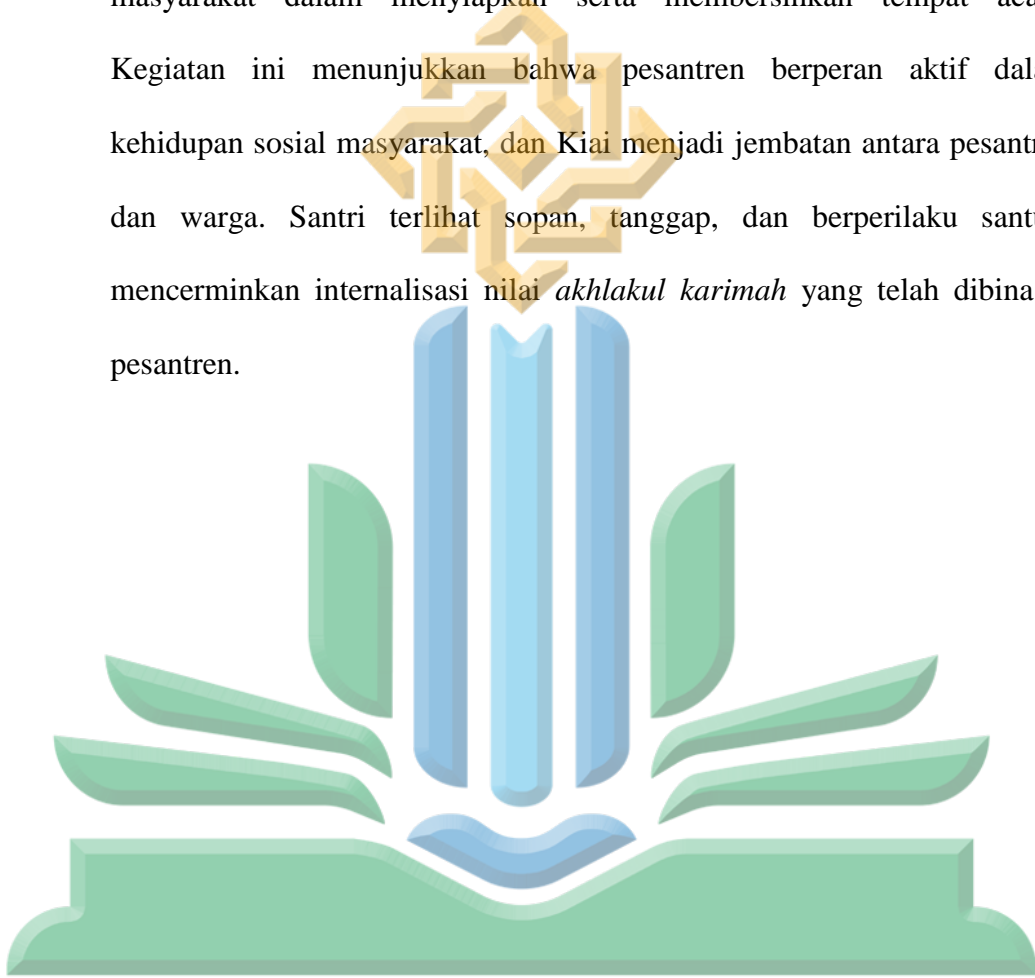 masyarakat dalam menyiapkan serta membersihkan tempat
Kegiatan ini menunjukkan bahwa pesantren berperan aktif
kehidupan sosial masyarakat, dan Kiai menjadi jembatan antara
dan warga. Santri terlihat sopan, tanggap, dan berperilaku
mencerminkan internalisasi nilai akhlakul karimah yang telah dibina
pesantren.